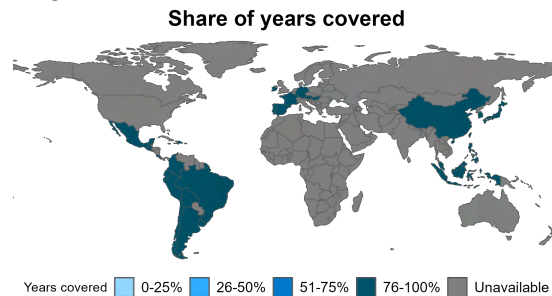 Share of years covered
Years covered 0-25% 26-50% 51-75% 76-100% Unavailable